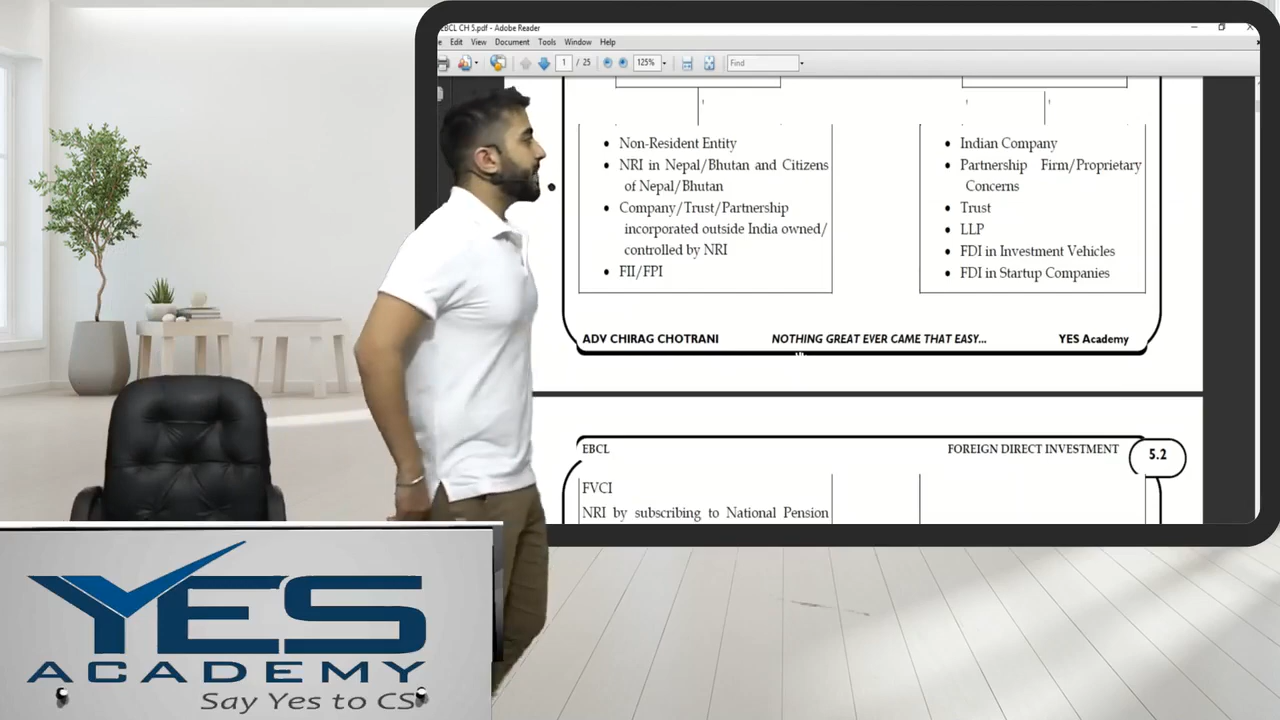 EBCL CH 5.pdf - Adobe Reader
Edit View Document Tools Window Help
1 / 25 125% Find
Non-Resident Entity
NRI in Nepal/Bhutan and Citizens
of Nepal/Bhutan
Company/Trust/Partnership
incorporated outside India owned/
controlled by NRI
FII/FPI
Indian Company
Partnership Firm/Proprietary
Concerns
Trust
LLP
FDI in Investment Vehicles
FDI in Startup Companies
ADV CHIRAG CHOTRANI NOTHING GREAT EVER CAME THAT EASY... YES Academy
EBCL FOREIGN DIRECT INVESTMENT 5.2
FVCI
NRI by subscribing to National Pension
YES
ACADEMY
Say Yes to CS